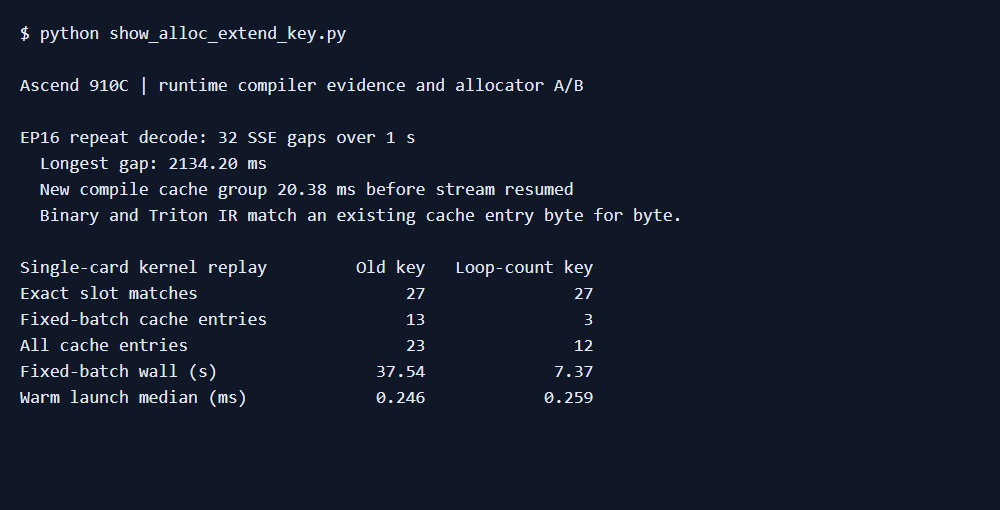 $ python show_alloc_extend_key.py
Ascend 910C | runtime compiler evidence and allocator A/B
EP16 repeat decode: 32 SSE gaps over 1 s
Longest gap: 2134.20 ms
New compile cache group 20.38 ms before stream resumed
Binary and Triton IR match an existing cache entry byte for byte.
Single-card kernel replay Old key Loop-count key
Exact slot matches 27 27
Fixed-batch cache entries 13 3
All cache entries 23 12
Fixed-batch wall (s) 37.54 7.37
Warm launch median (ms) 0.246 0.259